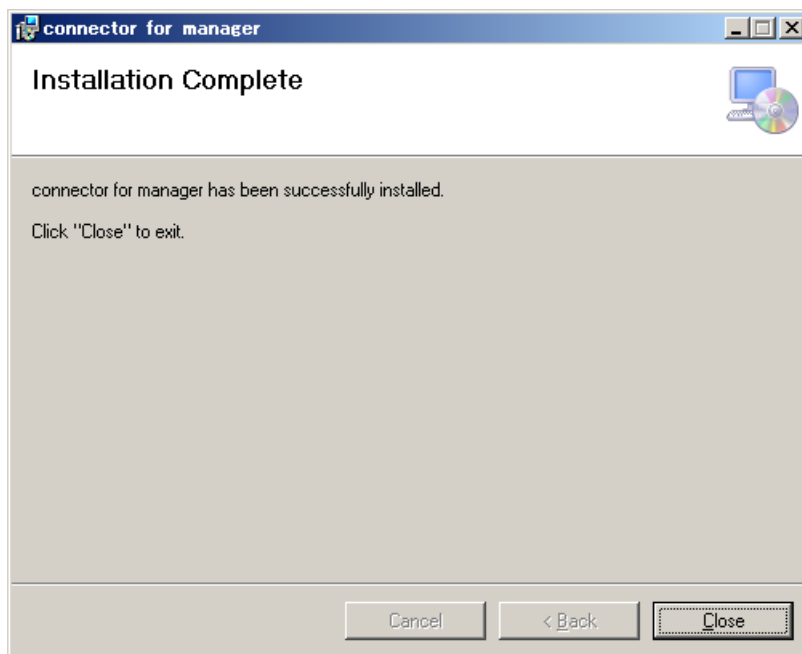 connector for manager
Installation Complete
connector for manager has been successfully installed.
Click "Close" to exit.
Cancel
< Back
Close